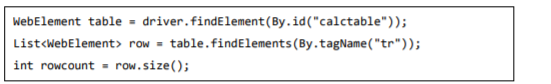 WebElement table = driver.findElement(By.id("calctable"));
List<WebElement> row = table.findElements(By.tagName("tr"));
int rowcount = row.size();